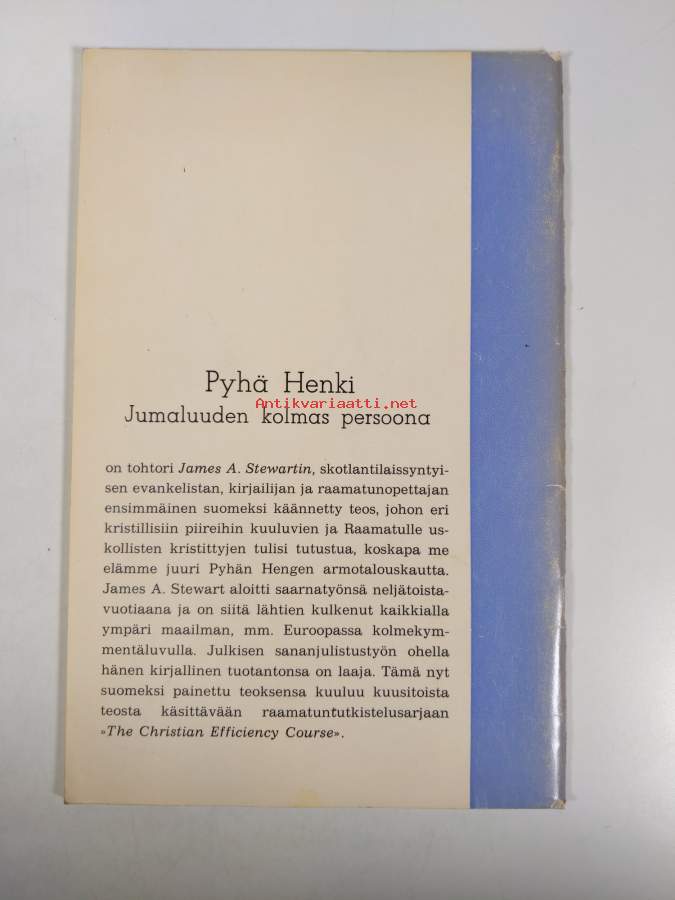 Pyhä Henki
Antikvariaatti.net
Jumaluuden kolmas persoona
on tohtori James A. Stewartin, skotlantilaissyntyi-
sen evankelistan, kirjailijan ja raamatunopettajan
ensimmäinen suomeksi käännetty teos, johon eri
kristillisiin piireihin kuuluvien ja Raamatulle us-
kollisten kristittyjen tulisi tutustua, koskapa me
elämme juuri Pyhän Hengen armotalouskautta.
James A. Stewart aloitti saarnatyönsä neljätoista-
vuotiaana ja on siitä lähtien kulkenut kaikkialla
ympäri maailman, mm. Euroopassa kolmekym-
mentäluvulla. Julkisen sananjulistustyön ohella
hänen kirjallinen tuotantonsa on laaja. Tämä nyt
suomeksi painettu teoksensa kuuluu kuusitoista
teosta käsittävään raamatuntutkistelusarjaan
»The Christian Efficiency Course».